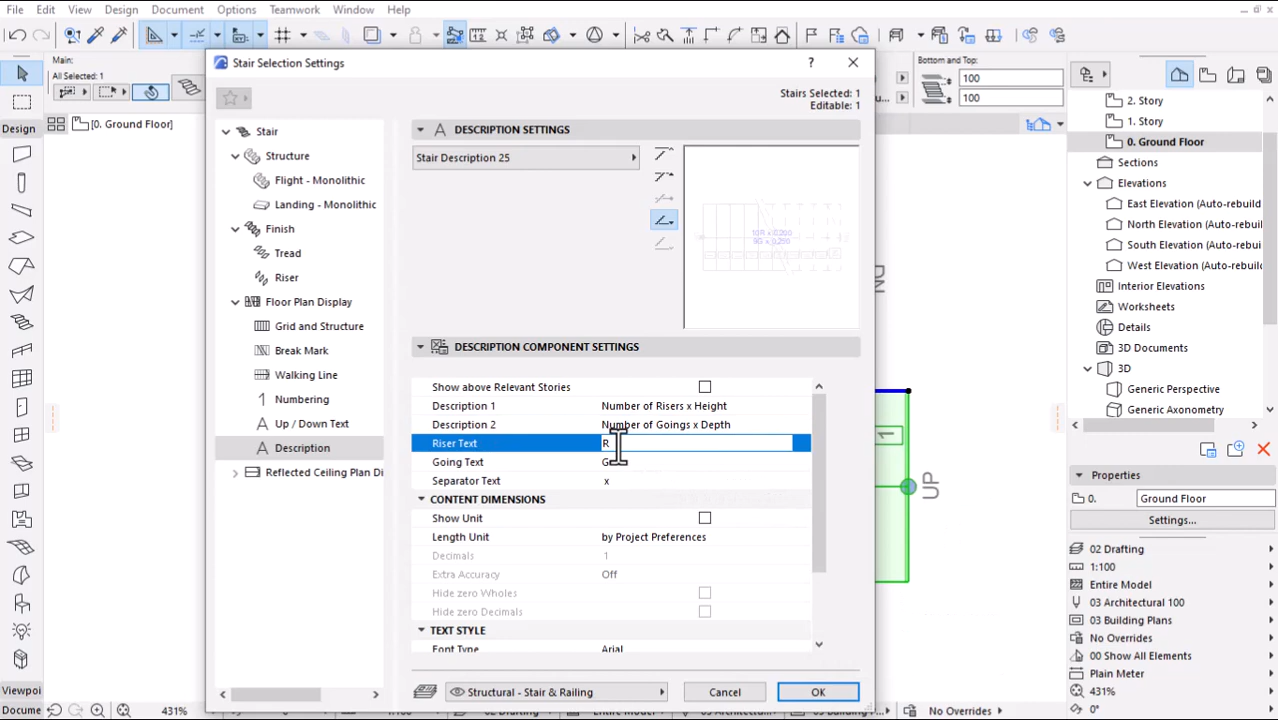 File Edit View Design Document Options Teamwork Window Help
Main:
All Selected: 1
Bottom and Top:
100
100
[0. Ground Floor]
Design
Viewpoi
Docume
Stair Selection Settings
?
Stairs Selected: 1
Editable: 1
Stair
Structure
Flight - Monolithic
Landing - Monolithic
Finish
Tread
Riser
Floor Plan Display
Grid and Structure
Break Mark
Walking Line
Numbering
Up / Down Text
Description
Reflected Ceiling Plan Di
DESCRIPTION SETTINGS
Stair Description 25
DESCRIPTION COMPONENT SETTINGS
Show above Relevant Stories
Description 1 Number of Risers x Height
Description 2 Number of Goings x Depth
Riser Text R
Going Text G
Separator Text x
CONTENT DIMENSIONS
Show Unit
Length Unit by Project Preferences
Decimals 1
Extra Accuracy Off
Hide zero Wholes
Hide zero Decimals
TEXT STYLE
Font Type Arial
Structural - Stair & Railing
Cancel
OK
1
UP
2. Story
1. Story
0. Ground Floor
Sections
Elevations
East Elevation (Auto-rebuild
North Elevation (Auto-rebuil
South Elevation (Auto-rebuil
West Elevation (Auto-rebuil
Interior Elevations
Worksheets
Details
3D Documents
3D
Generic Perspective
Generic Axonometry
Properties
0. Ground Floor
Settings...
02 Drafting
1:100
Entire Model
03 Architectural 100
03 Building Plans
No Overrides
00 Show All Elements
Plain Meter
431%
0°
431%
No Overrides